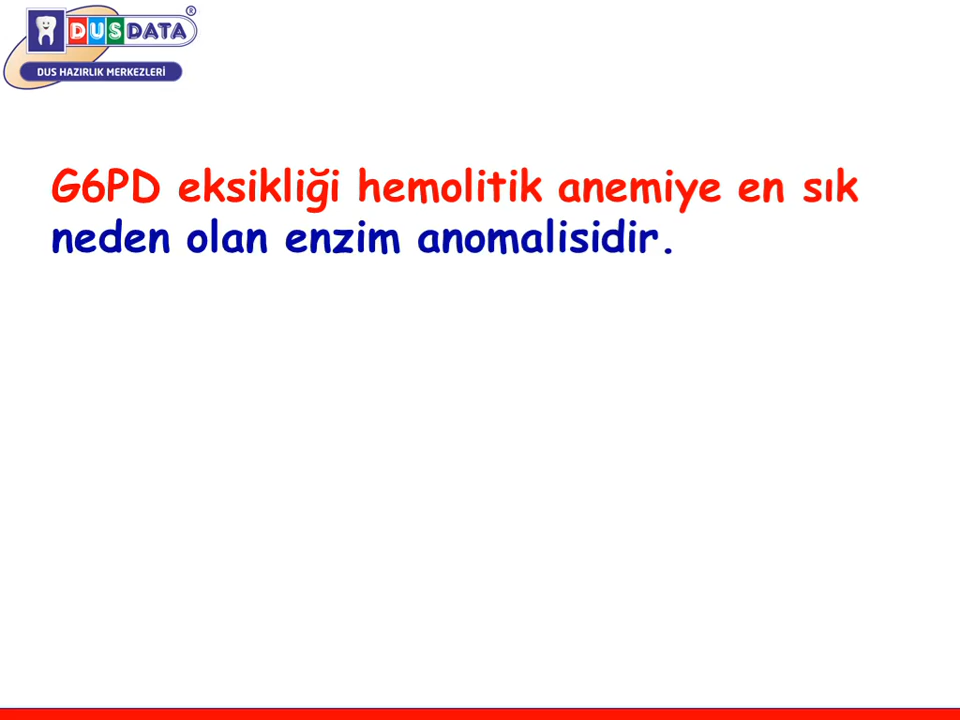 DUSDATA®
DUS HAZIRLIK MERKEZLERİ
G6PD eksikliği hemolitik anemiye en sık
neden olan enzim anomalisidir.